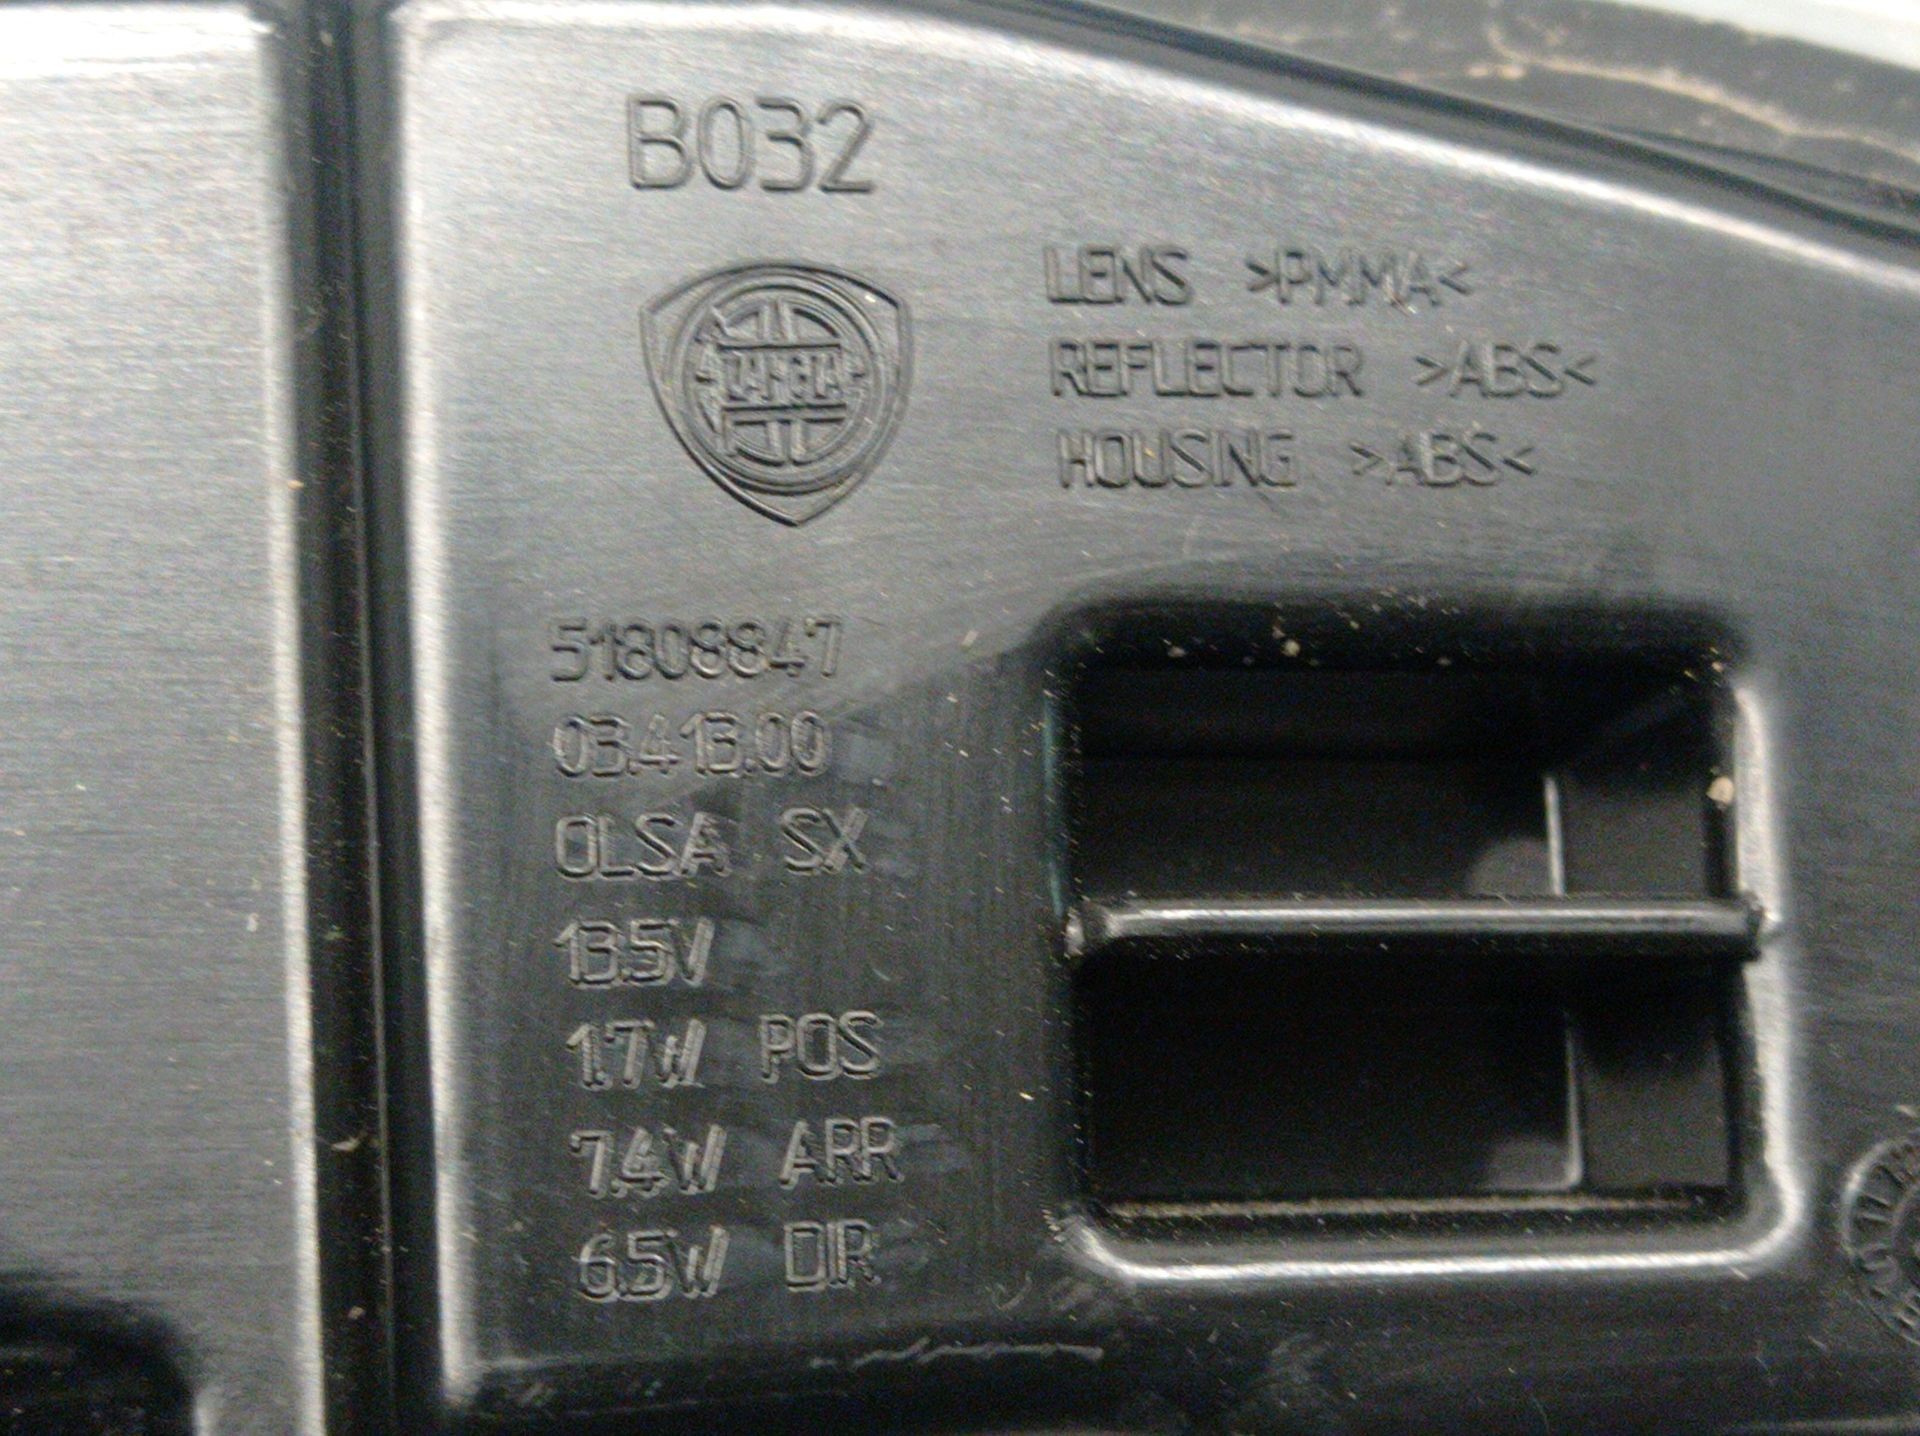 B032
LANCIA
LENS >PMMA<
REFLECTOR >ABS<
HOUSING >ABS<
51808847
03.413.00
OLSA SX
13.5V
1.7W POS
7.4W ARR
6.5W DIR